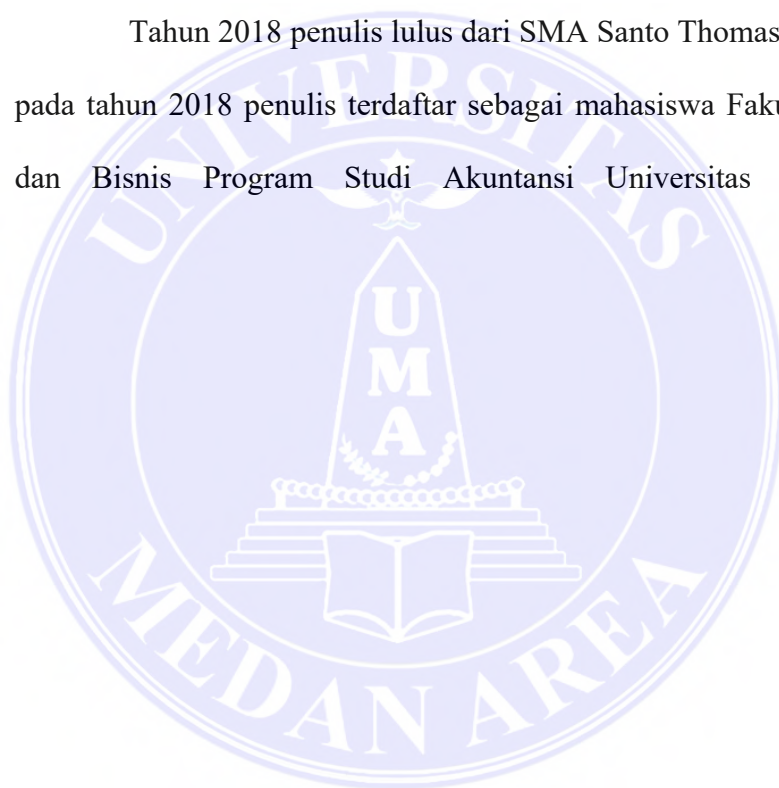 Tahun 2018 penulis lulus dari SMA Santo Thomas
pada tahun 2018 penulis terdaftar sebagai mahasiswa
dan Bisnis Program Studi Akuntansi Universitas
UNIVERSITAS
U
M
A
MEDAN AREA